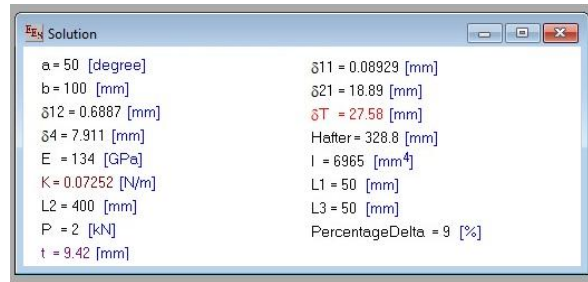 EES Solution
a = 50 [degree]
b = 100 [mm]
δ12 = 0.6887 [mm]
δ4 = 7.911 [mm]
E = 134 [GPa]
K = 0.07252 [N/m]
L2 = 400 [mm]
P = 2 [kN]
t = 9.42 [mm]
δ11 = 0.08929 [mm]
δ21 = 18.89 [mm]
δT = 27.58 [mm]
Hafter = 328.8 [mm]
I = 6965 [mm⁴]
L1 = 50 [mm]
L3 = 50 [mm]
PercentageDelta = 9 [%]